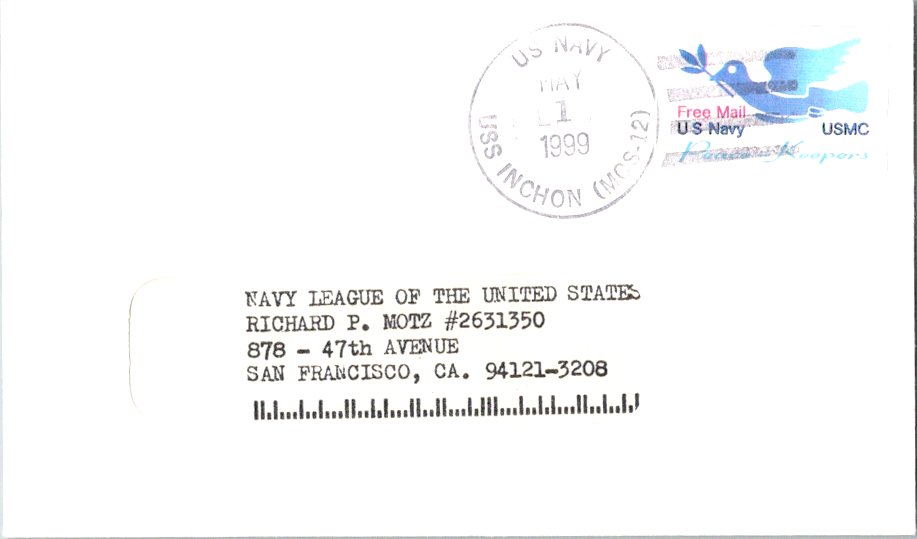 US NAVY
MAY
1
1999
USS INCHON (MCS-12)
Free Mail
U S Navy USMC
Peace Keepers
NAVY LEAGUE OF THE UNITED STATES
RICHARD P. MOTZ #2631350
878 - 47th AVENUE
SAN FRANCISCO, CA. 94121-3208